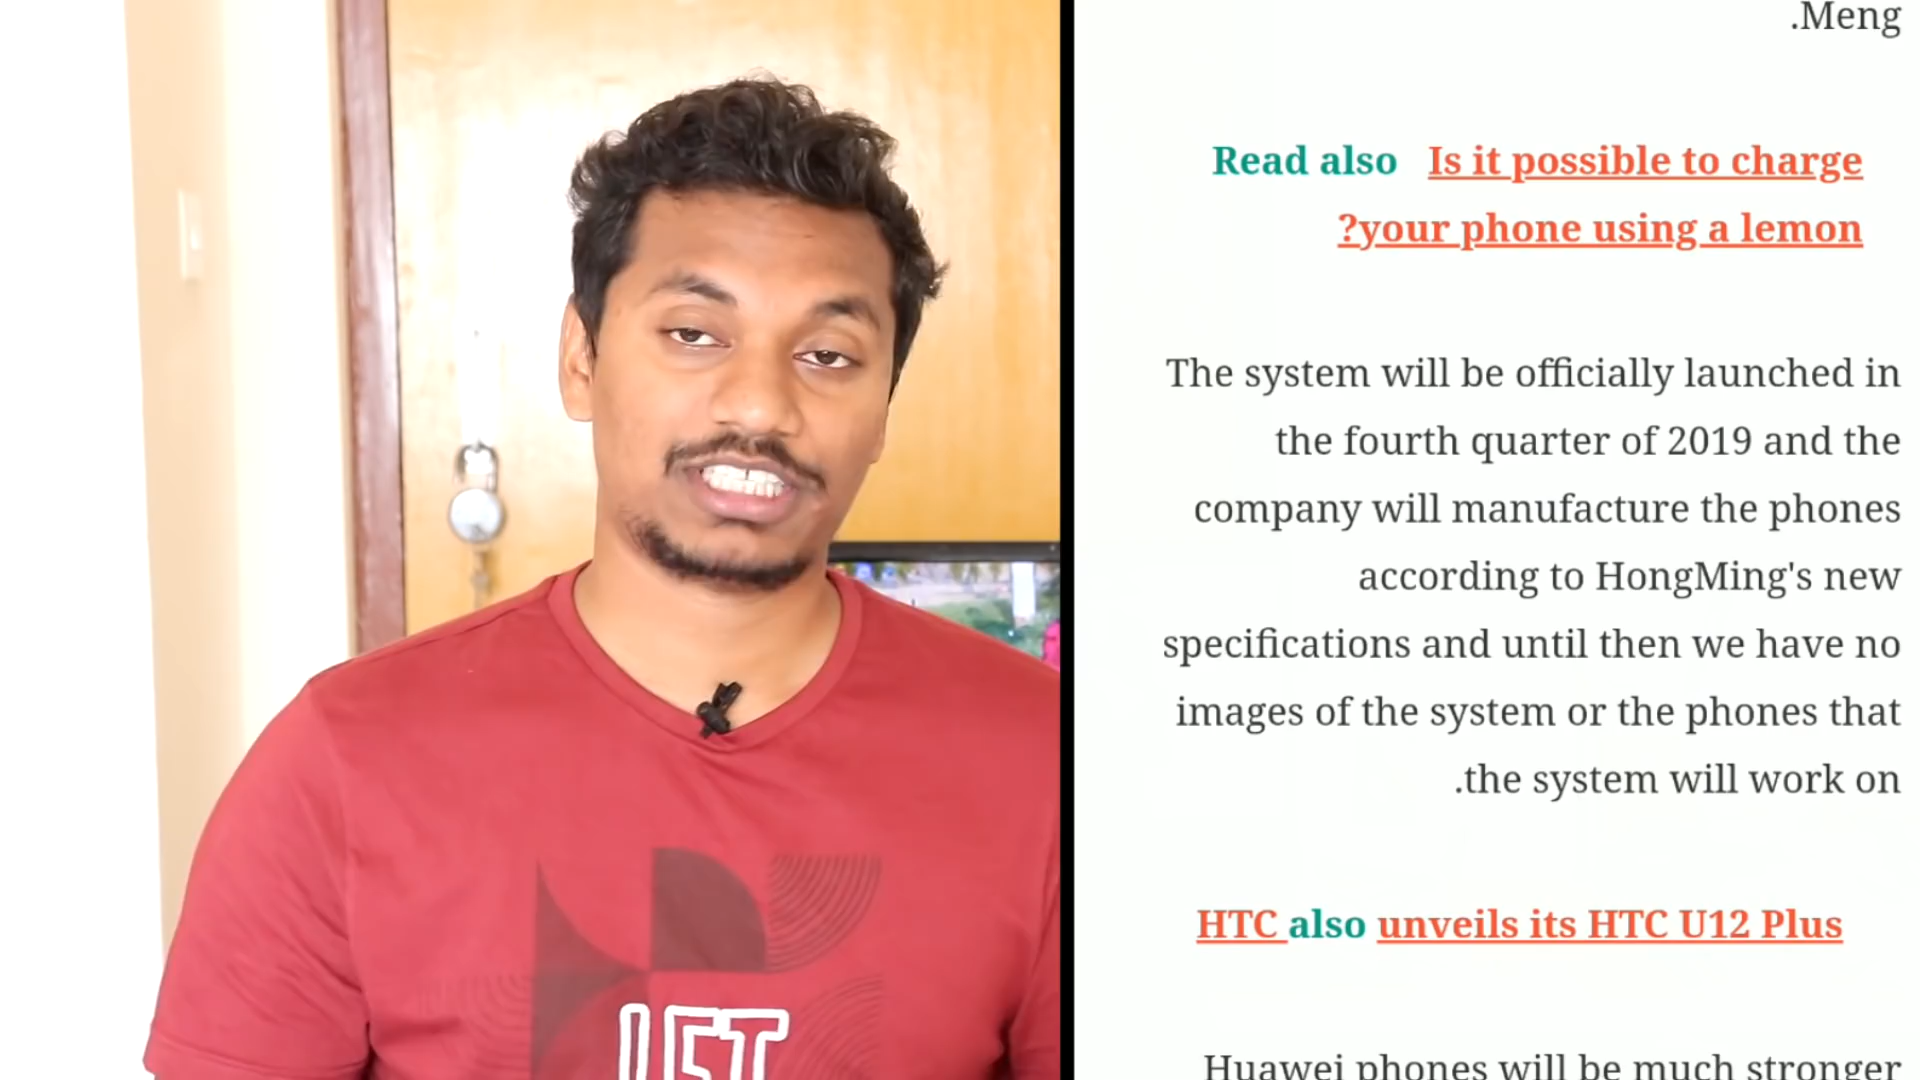 .Meng
Read also Is it possible to charge
?your phone using a lemon
The system will be officially launched in
the fourth quarter of 2019 and the
company will manufacture the phones
according to HongMing's new
specifications and until then we have no
images of the system or the phones that
.the system will work on
HTC also unveils its HTC U12 Plus
Huawei phones will be much stronger